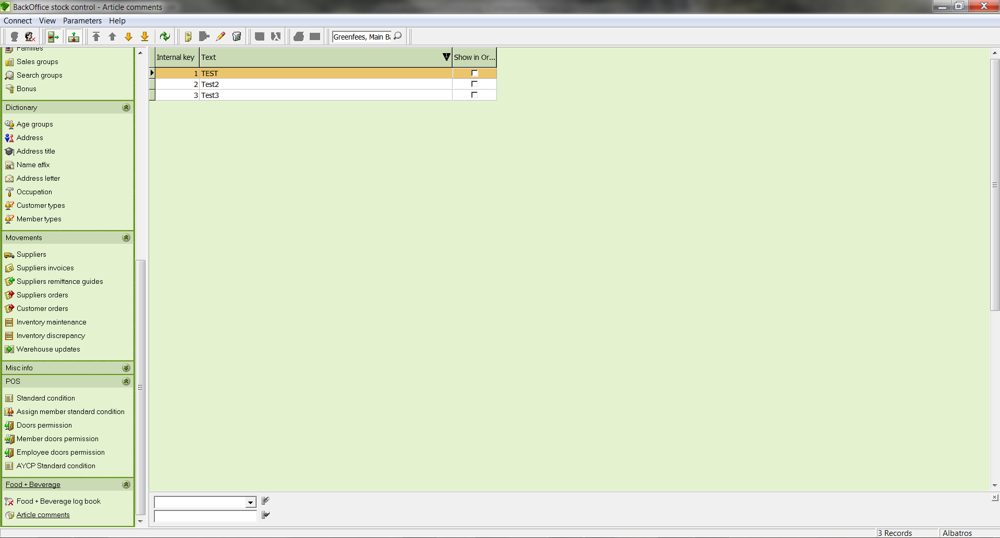 BackOffice stock control - Article comments
Connect View Parameters Help
Greenfees, Main Ba
Families
Sales groups
Search groups
Bonus
Dictionary
Age groups
Address
Address title
Name affix
Address letter
Occupation
Customer types
Member types
Movements
Suppliers
Suppliers invoices
Suppliers remittance guides
Suppliers orders
Customer orders
Inventory maintenance
Inventory discrepancy
Warehouse updates
Misc info
POS
Standard condition
Assign member standard condition
Doors permission
Member doors permission
Employee doors permission
AYCP Standard condition
Food + Beverage
Food + Beverage log book
Article comments
Internal key Text 1 Show in Or...
1 TEST
2 Test2
3 Test3
3 Records Albatros